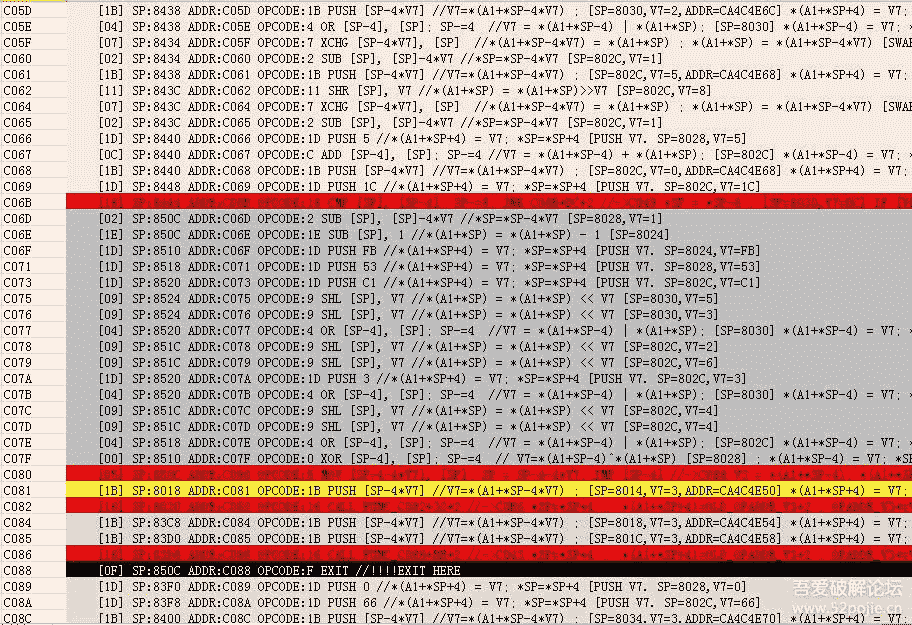 C05D [1B] SP:8438 ADDR:C05D OPCODE:1B PUSH [SP-4*V7] //V7=*(A1+*SP-4*V7) ; [SP=8030,V7=2,ADDR=CA4C4E6C] *(A1+*SP+4) = V7;
C05E [04] SP:8438 ADDR:C05E OPCODE:4 OR [SP-4], [SP]; SP-=4 //V7 = *(A1+*SP-4) | *(A1+*SP); [SP=8030] *(A1+*SP-4) = V7;
C05F [07] SP:8434 ADDR:C05F OPCODE:7 XCHG [SP-4*V7], [SP] //*(A1+*SP-4*V7) = *(A1+*SP) ; *(A1+*SP) = *(A1+*SP-4*V7) [SWA
C060 [02] SP:8434 ADDR:C060 OPCODE:2 SUB [SP], [SP]-4*V7 //*SP=*SP-4*V7 [SP=802C,V7=1]
C061 [1B] SP:8438 ADDR:C061 OPCODE:1B PUSH [SP-4*V7] //V7=*(A1+*SP-4*V7) ; [SP=802C,V7=5,ADDR=CA4C4E68] *(A1+*SP+4) = V7;
C062 [11] SP:843C ADDR:C062 OPCODE:11 SHR [SP], V7 //*(A1+*SP) = *(A1+*SP)>>V7 [SP=802C,V7=8]
C064 [07] SP:843C ADDR:C064 OPCODE:7 XCHG [SP-4*V7], [SP] //*(A1+*SP-4*V7) = *(A1+*SP) ; *(A1+*SP) = *(A1+*SP-4*V7) [SWA
C065 [02] SP:843C ADDR:C065 OPCODE:2 SUB [SP], [SP]-4*V7 //*SP=*SP-4*V7 [SP=802C,V7=1]
C066 [1D] SP:8440 ADDR:C066 OPCODE:1D PUSH 5 //*(A1+*SP+4) = V7; *SP=*SP+4 [PUSH V7. SP=8028,V7=5]
C067 [0C] SP:8440 ADDR:C067 OPCODE:C ADD [SP-4], [SP]; SP-=4 //V7 = *(A1+*SP-4) + *(A1+*SP); [SP=802C] *(A1+*SP-4) = V7;
C068 [1B] SP:8440 ADDR:C068 OPCODE:1B PUSH [SP-4*V7] //V7=*(A1+*SP-4*V7) ; [SP=802C,V7=0,ADDR=CA4C4E68] *(A1+*SP+4) = V7;
C069 [1D] SP:8448 ADDR:C069 OPCODE:1D PUSH 1C //*(A1+*SP+4) = V7; *SP=*SP+4 [PUSH V7. SP=802C,V7=1C]
C06B
C06D [02] SP:850C ADDR:C06D OPCODE:2 SUB [SP], [SP]-4*V7 //*SP=*SP-4*V7 [SP=8028,V7=1]
C06E [1E] SP:850C ADDR:C06E OPCODE:1E SUB [SP], 1 //*(A1+*SP) = *(A1+*SP) - 1 [SP=8024]
C06F [1D] SP:8510 ADDR:C06F OPCODE:1D PUSH FB //*(A1+*SP+4) = V7; *SP=*SP+4 [PUSH V7. SP=8024,V7=FB]
C071 [1D] SP:8518 ADDR:C071 OPCODE:1D PUSH 53 //*(A1+*SP+4) = V7; *SP=*SP+4 [PUSH V7. SP=8028,V7=53]
C073 [1D] SP:8520 ADDR:C073 OPCODE:1D PUSH C1 //*(A1+*SP+4) = V7; *SP=*SP+4 [PUSH V7. SP=802C,V7=C1]
C075 [09] SP:8524 ADDR:C075 OPCODE:9 SHL [SP], V7 //*(A1+*SP) = *(A1+*SP) << V7 [SP=8030,V7=5]
C076 [09] SP:8524 ADDR:C076 OPCODE:9 SHL [SP], V7 //*(A1+*SP) = *(A1+*SP) << V7 [SP=8030,V7=3]
C077 [04] SP:8520 ADDR:C077 OPCODE:4 OR [SP-4], [SP]; SP-=4 //V7 = *(A1+*SP-4) | *(A1+*SP); [SP=8030] *(A1+*SP-4) = V7;
C078 [09] SP:851C ADDR:C078 OPCODE:9 SHL [SP], V7 //*(A1+*SP) = *(A1+*SP) << V7 [SP=802C,V7=2]
C079 [09] SP:851C ADDR:C079 OPCODE:9 SHL [SP], V7 //*(A1+*SP) = *(A1+*SP) << V7 [SP=802C,V7=6]
C07A [1D] SP:8520 ADDR:C07A OPCODE:1D PUSH 3 //*(A1+*SP+4) = V7; *SP=*SP+4 [PUSH V7. SP=802C,V7=3]
C07B [04] SP:8520 ADDR:C07B OPCODE:4 OR [SP-4], [SP]; SP-=4 //V7 = *(A1+*SP-4) | *(A1+*SP); [SP=8030] *(A1+*SP-4) = V7;
C07C [09] SP:851C ADDR:C07C OPCODE:9 SHL [SP], V7 //*(A1+*SP) = *(A1+*SP) << V7 [SP=802C,V7=4]
C07D [09] SP:851C ADDR:C07D OPCODE:9 SHL [SP], V7 //*(A1+*SP) = *(A1+*SP) << V7 [SP=802C,V7=4]
C07E [04] SP:8518 ADDR:C07E OPCODE:4 OR [SP-4], [SP]; SP-=4 //V7 = *(A1+*SP-4) | *(A1+*SP); [SP=802C] *(A1+*SP-4) = V7;
C07F [00] SP:8510 ADDR:C07F OPCODE:0 XOR [SP-4], [SP]; SP-=4 // V7 = *(A1+*SP-4)^*(A1+*SP) [SP=8028] ; *(A1+*SP-4) = V7; *SP
C080
C081 [1B] SP:8018 ADDR:C081 OPCODE:1B PUSH [SP-4*V7] //V7=*(A1+*SP-4*V7) ; [SP=8014,V7=3,ADDR=CA4C4E50] *(A1+*SP+4) = V7;
C082
C084 [1B] SP:83C8 ADDR:C084 OPCODE:1B PUSH [SP-4*V7] //V7=*(A1+*SP-4*V7) ; [SP=8018,V7=3,ADDR=CA4C4E54] *(A1+*SP+4) = V7;
C085 [1B] SP:83D0 ADDR:C085 OPCODE:1B PUSH [SP-4*V7] //V7=*(A1+*SP-4*V7) ; [SP=801C,V7=3,ADDR=CA4C4E58] *(A1+*SP+4) = V7;
C086
C088 [0F] SP:850C ADDR:C088 OPCODE:F EXIT //!!!!EXIT HERE
C089 [1D] SP:83F0 ADDR:C089 OPCODE:1D PUSH 0 //*(A1+*SP+4) = V7; *SP=*SP+4 [PUSH V7. SP=8028,V7=0]
C08A [1D] SP:83F8 ADDR:C08A OPCODE:1D PUSH 66 //*(A1+*SP+4) = V7; *SP=*SP+4 [PUSH V7. SP=802C,V7=66]
C08C [1B] SP:8400 ADDR:C08C OPCODE:1B PUSH [SP-4*V7] //V7=*(A1+*SP-4*V7) ; [SP=8034,V7=3,ADDR=CA4C4E70] *(A1+*SP+4) = V7;
吾爱破解论坛
www.52pojie.cn